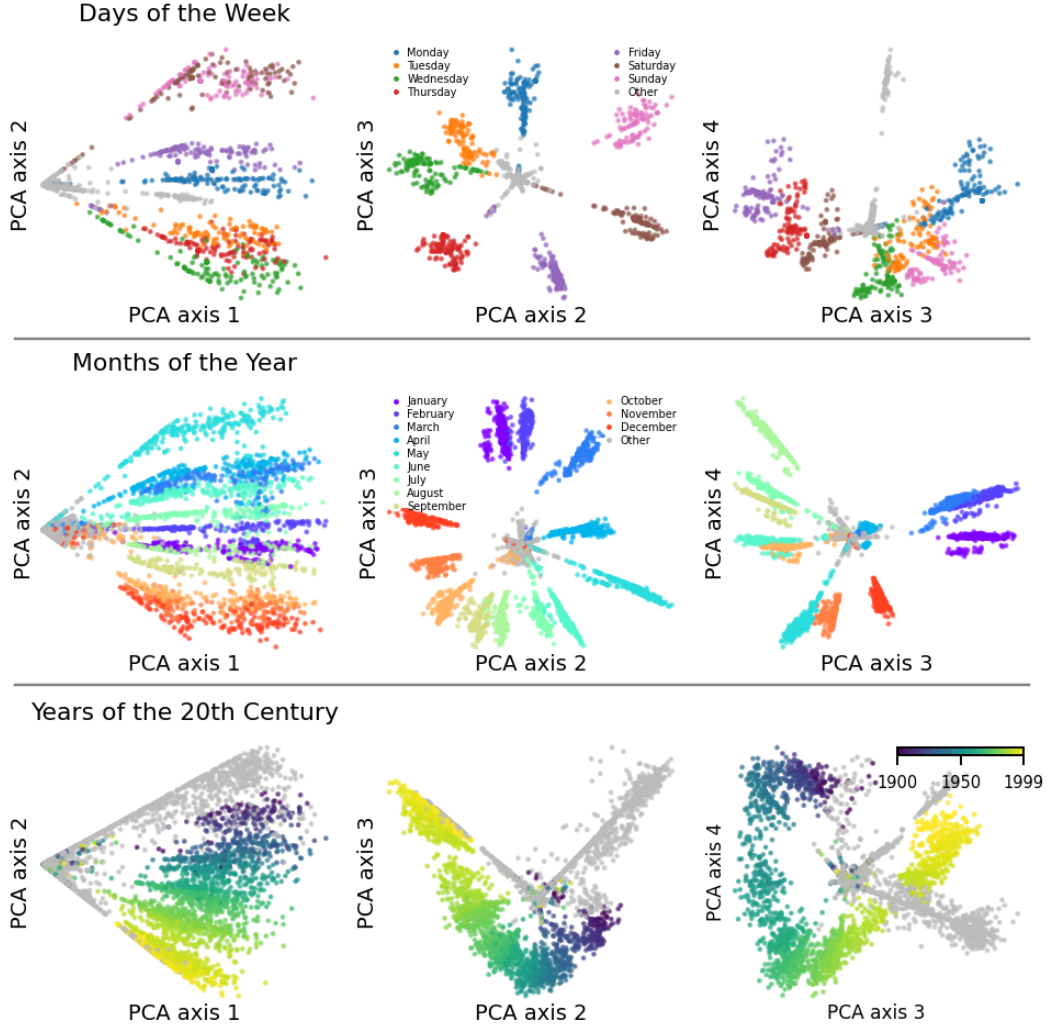 Days of the Week
PCA axis 2
PCA axis 1
PCA axis 3
Monday
Tuesday
Wednesday
Thursday
Friday
Saturday
Sunday
Other
PCA axis 2
PCA axis 4
PCA axis 3
Months of the Year
PCA axis 2
PCA axis 1
PCA axis 3
January
February
March
April
May
June
July
August
September
October
November
December
Other
PCA axis 2
PCA axis 4
PCA axis 3
Years of the 20th Century
PCA axis 2
PCA axis 1
PCA axis 3
PCA axis 2
PCA axis 4
1900 1950 1999
PCA axis 3